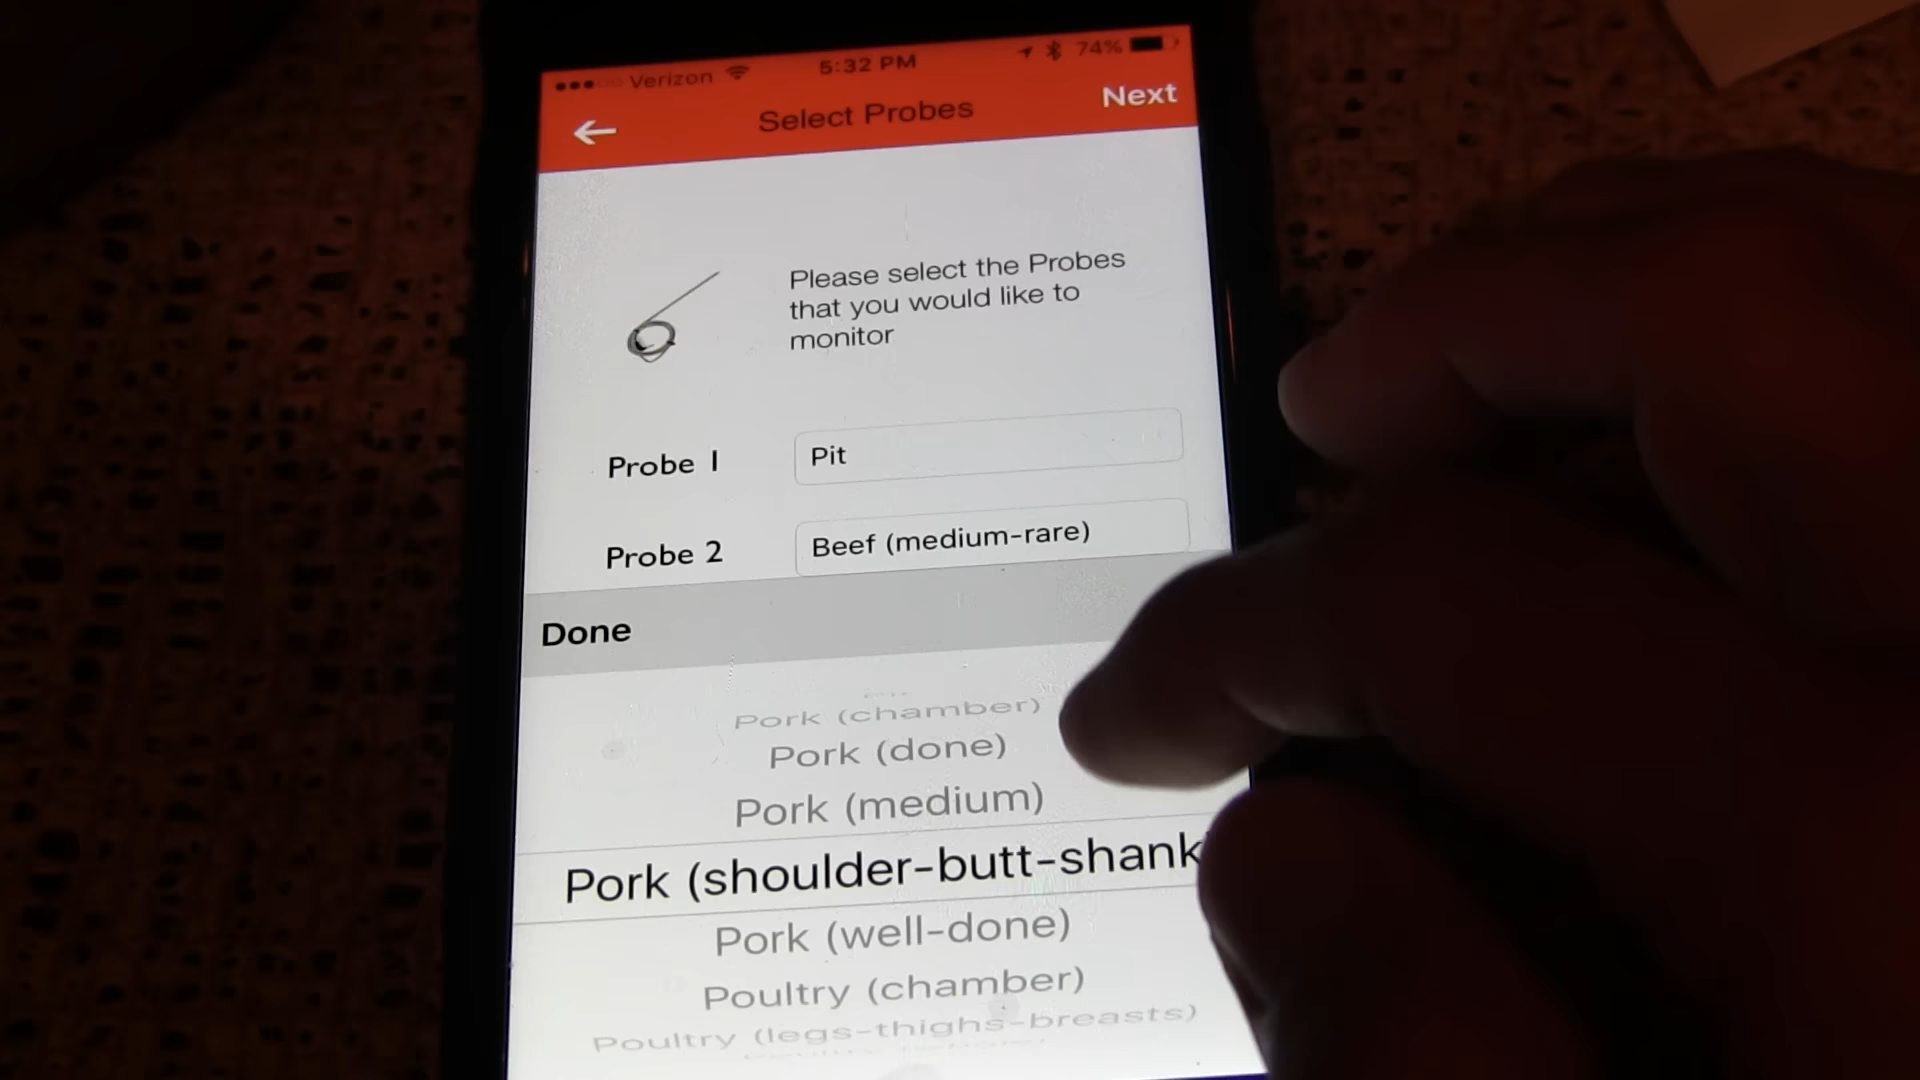 Verizon 5:32 PM 74%
Select Probes Next
Please select the Probes
that you would like to
monitor
Probe 1 Pit
Probe 2 Beef (medium-rare)
Done
Pork (chamber)
Pork (done)
Pork (medium)
Pork (shoulder-butt-shank
Pork (well-done)
Poultry (chamber)
Poultry (legs-thighs-breasts)